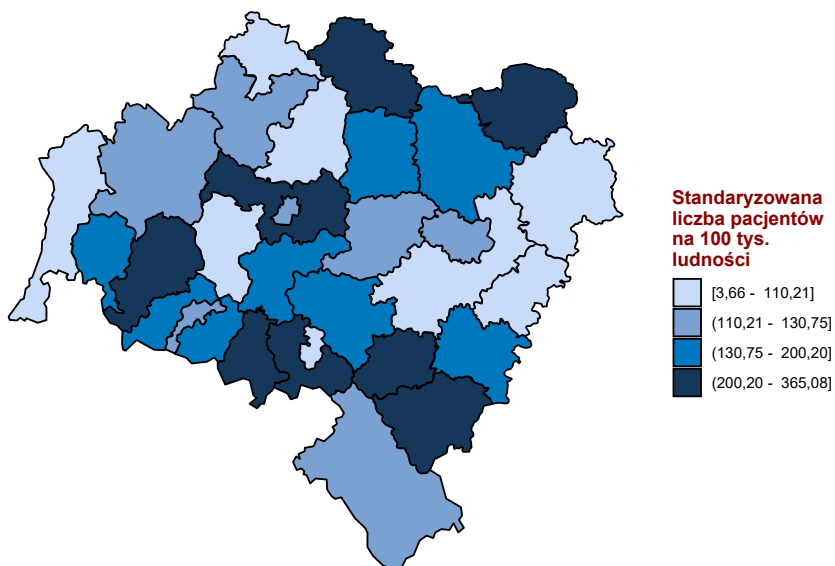 Standaryzowana
liczba pacjentów
na 100 tys.
ludności
[3,66 - 110,21]
(110,21 - 130,75]
(130,75 - 200,20]
(200,20 - 365,08]